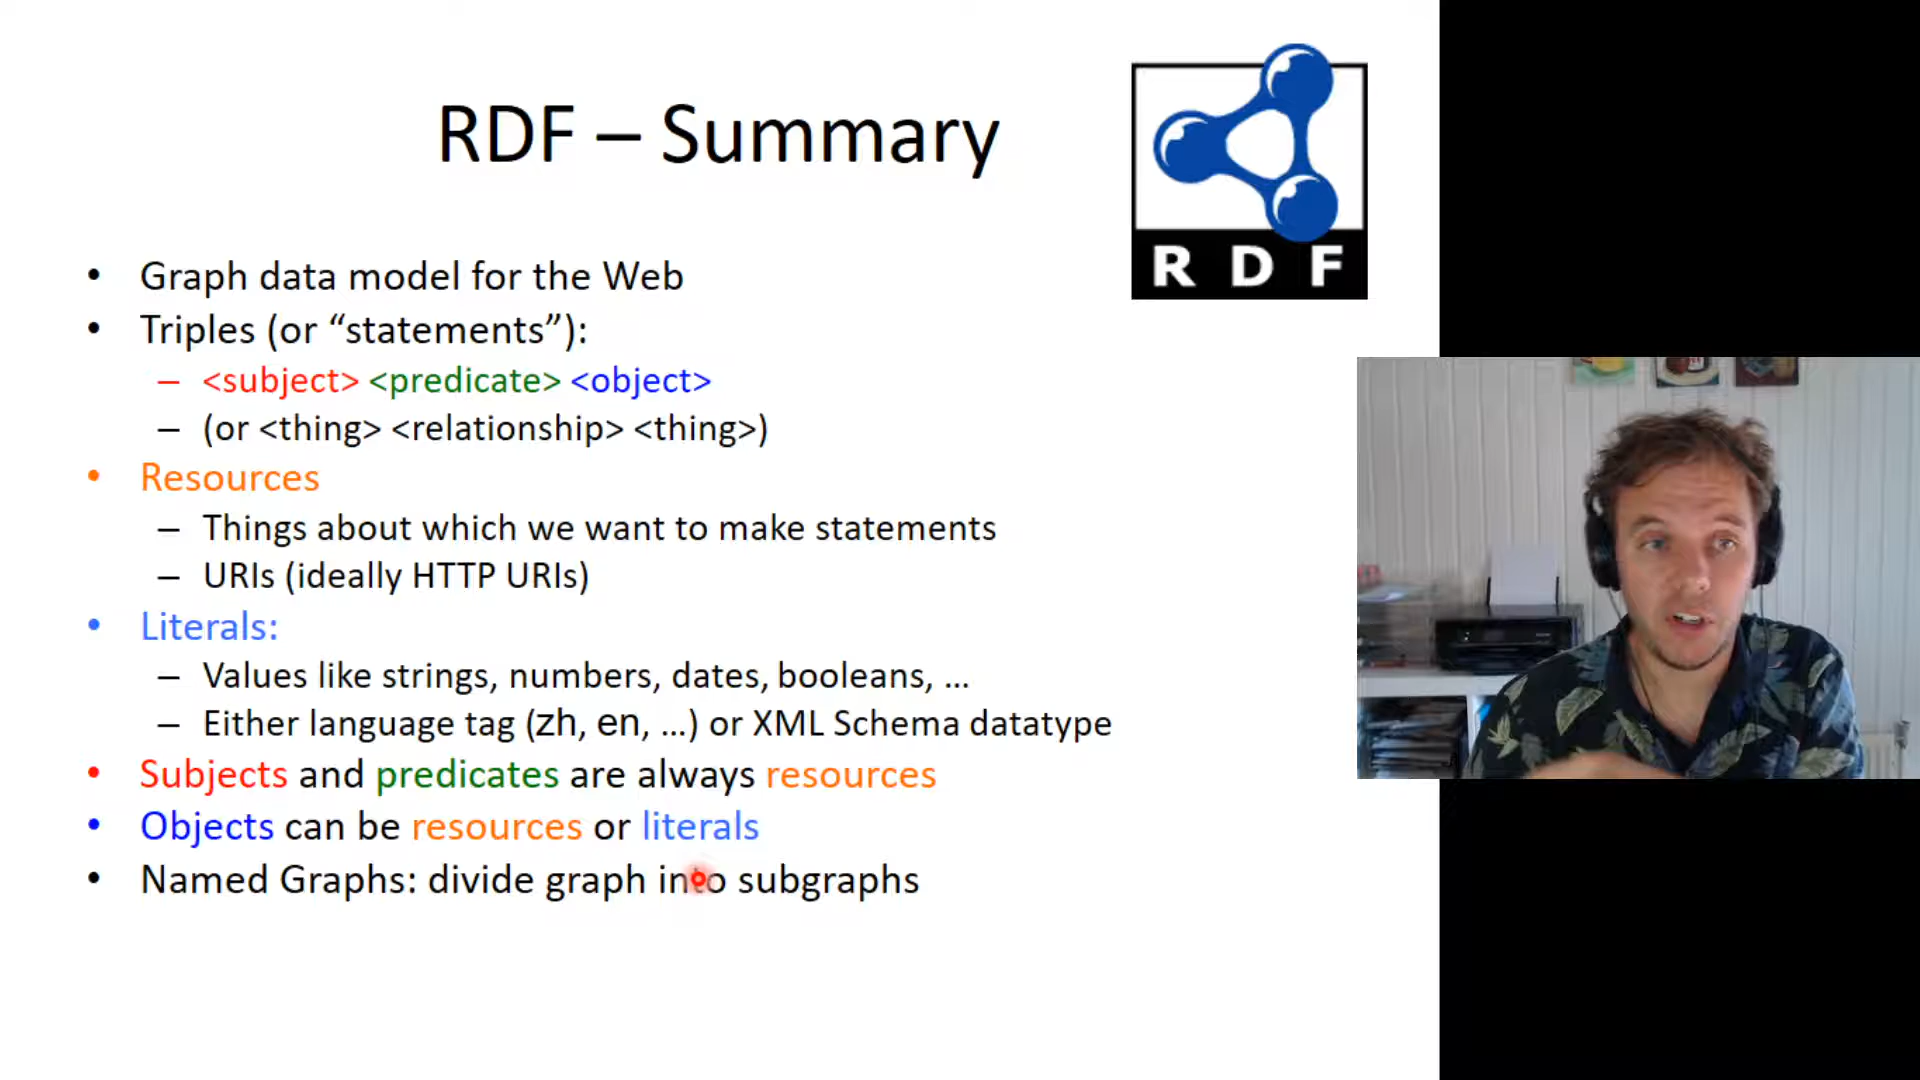 RDF – Summary
R D F
• Graph data model for the Web
• Triples (or “statements”):
– <subject> <predicate> <object>
– (or <thing> <relationship> <thing>)
• Resources
– Things about which we want to make statements
– URIs (ideally HTTP URIs)
• Literals:
– Values like strings, numbers, dates, booleans, …
– Either language tag (zh, en, …) or XML Schema datatype
• Subjects and predicates are always resources
• Objects can be resources or literals
• Named Graphs: divide graph into subgraphs